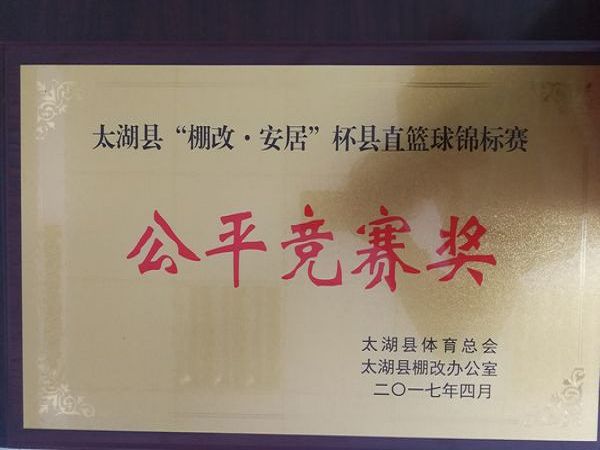 太湖县“棚改·安居”杯县直篮球锦标赛
公平竞赛奖
太湖县体育总会
太湖县棚改办公室
二〇一七年四月